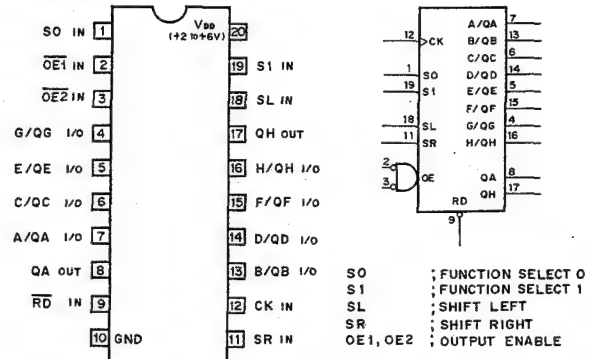 SO IN 1
OE1 IN 2
OE2 IN 3
G/QG I/O 4
E/QE I/O 5
C/QC I/O 6
A/QA I/O 7
QA OUT 8
RD IN 9
10 GND
VDD
(+2 TO +6V)
20
19 S1 IN
18 SL IN
17 QH OUT
16 H/QH I/O
15 F/QF I/O
14 D/QD I/O
13 B/QB I/O
12 CK IN
11 SR IN
12 CK
1 SO
19 S1
18 SL
11 SR
2
3
OE
RD
9
A/QA 7
B/QB 13
C/QC 6
D/QD 14
E/QE 5
F/QF 15
G/QG 4
H/QH 16
QA 8
QH 17
SO ; FUNCTION SELECT 0
S1 ; FUNCTION SELECT 1
SL ; SHIFT LEFT
SR ; SHIFT RIGHT
OE1, OE2 ; OUTPUT ENABLE